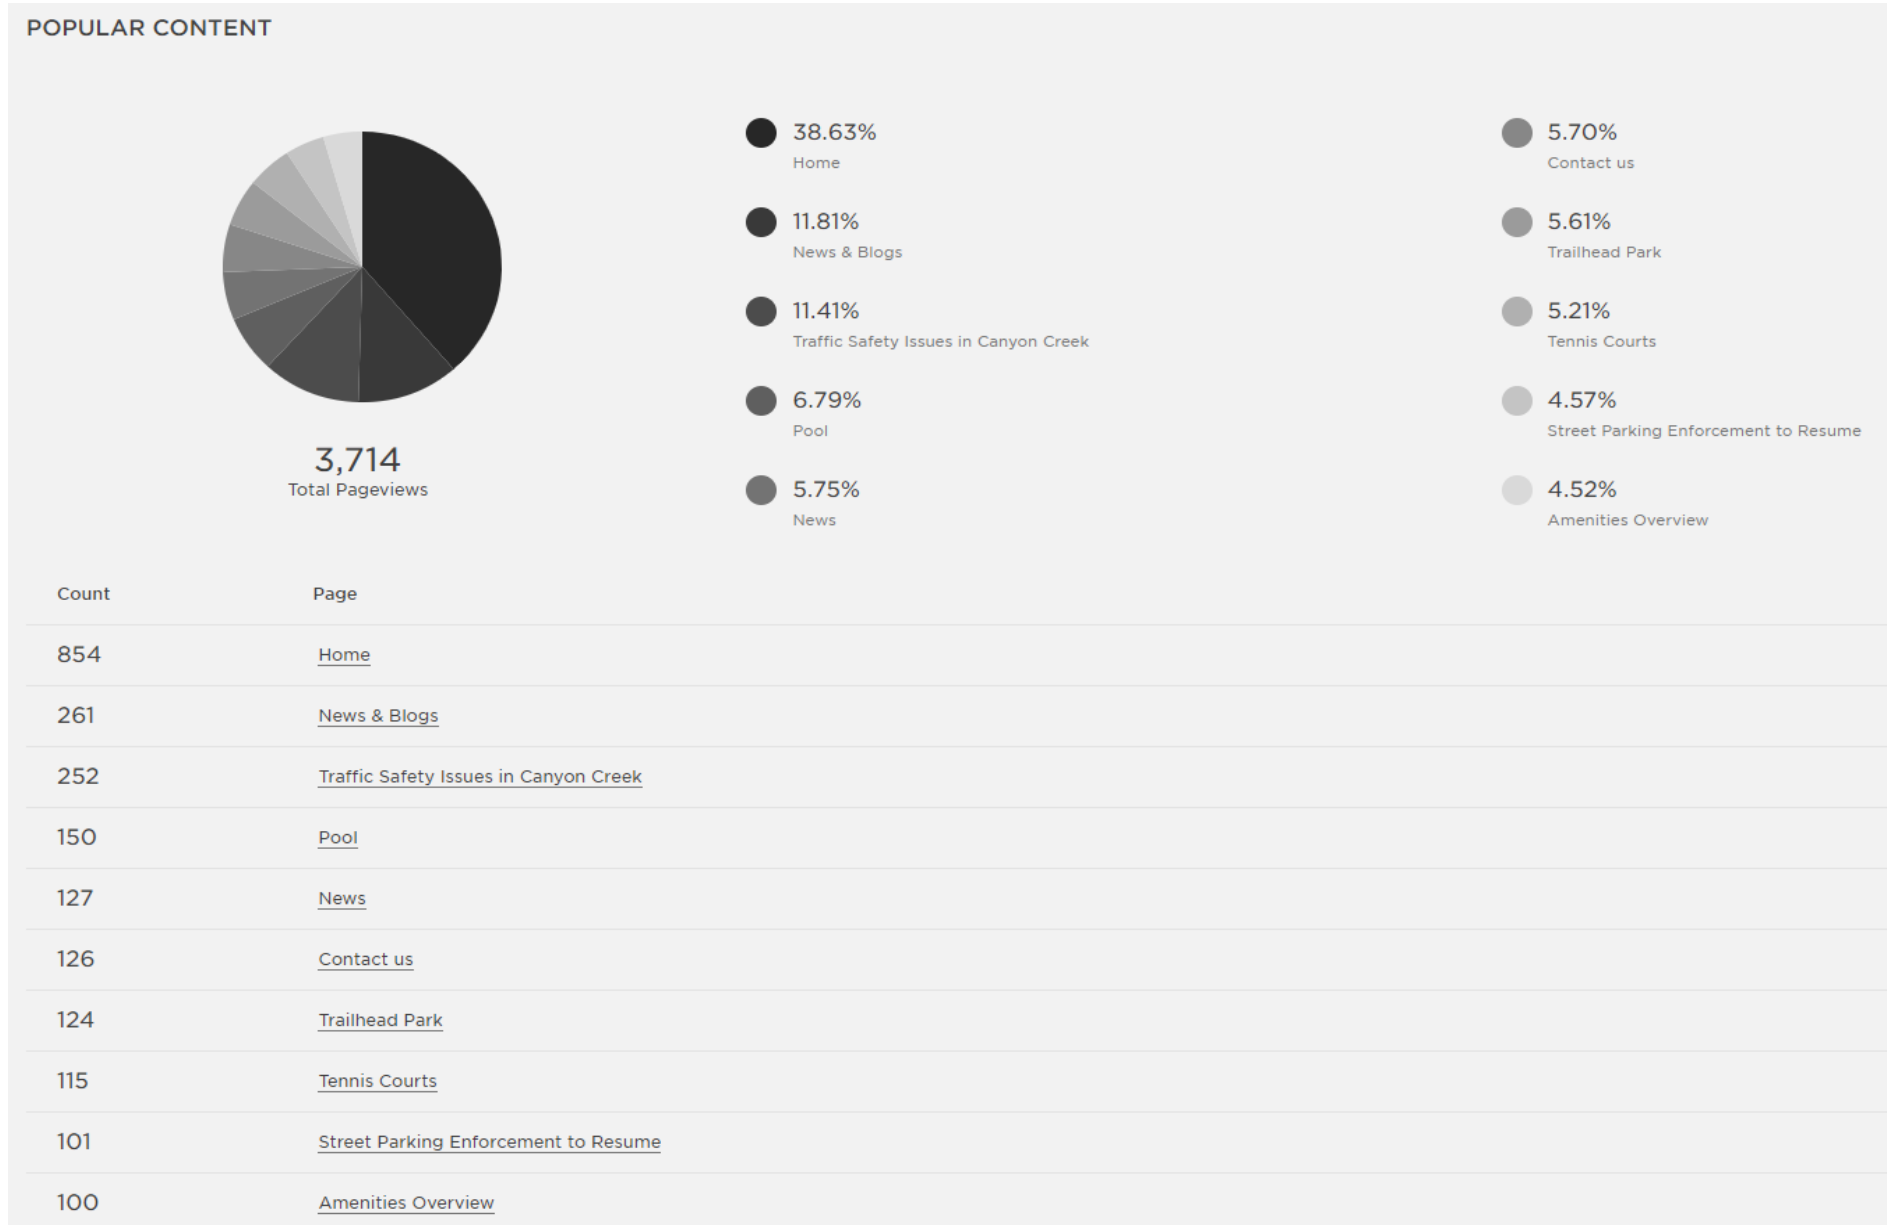 POPULAR CONTENT
38.63%
Home
11.81%
News & Blogs
11.41%
Traffic Safety Issues in Canyon Creek
6.79%
Pool
5.75%
News
5.70%
Contact us
5.61%
Trailhead Park
5.21%
Tennis Courts
4.57%
Street Parking Enforcement to Resume
4.52%
Amenities Overview
3,714
Total Pageviews
Count Page
854 Home
261 News & Blogs
252 Traffic Safety Issues in Canyon Creek
150 Pool
127 News
126 Contact us
124 Trailhead Park
115 Tennis Courts
101 Street Parking Enforcement to Resume
100 Amenities Overview